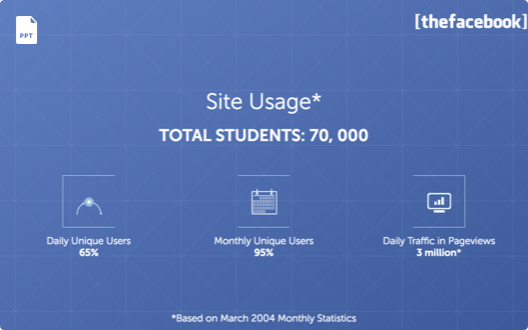 PPT
[thefacebook]
Site Usage*
TOTAL STUDENTS: 70, 000
Daily Unique Users
65%
Monthly Unique Users
95%
Daily Traffic in Pageviews
3 million*
*Based on March 2004 Monthly Statistics